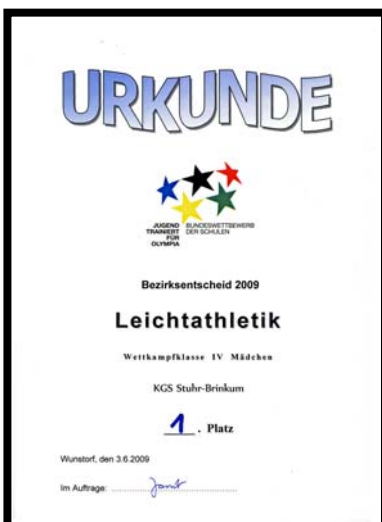 URKUNDE
JUGEND TRAINIERT FÜR OLYMPIA
BUNDESWETTBEWERB DER SCHULEN
Bezirksentscheid 2009
Leichtathletik
Wettkampfklasse IV Mädchen
KGS Stuhr-Brinkum
1. Platz
Wunstorf, den 3.6.2009
Im Auftrage: